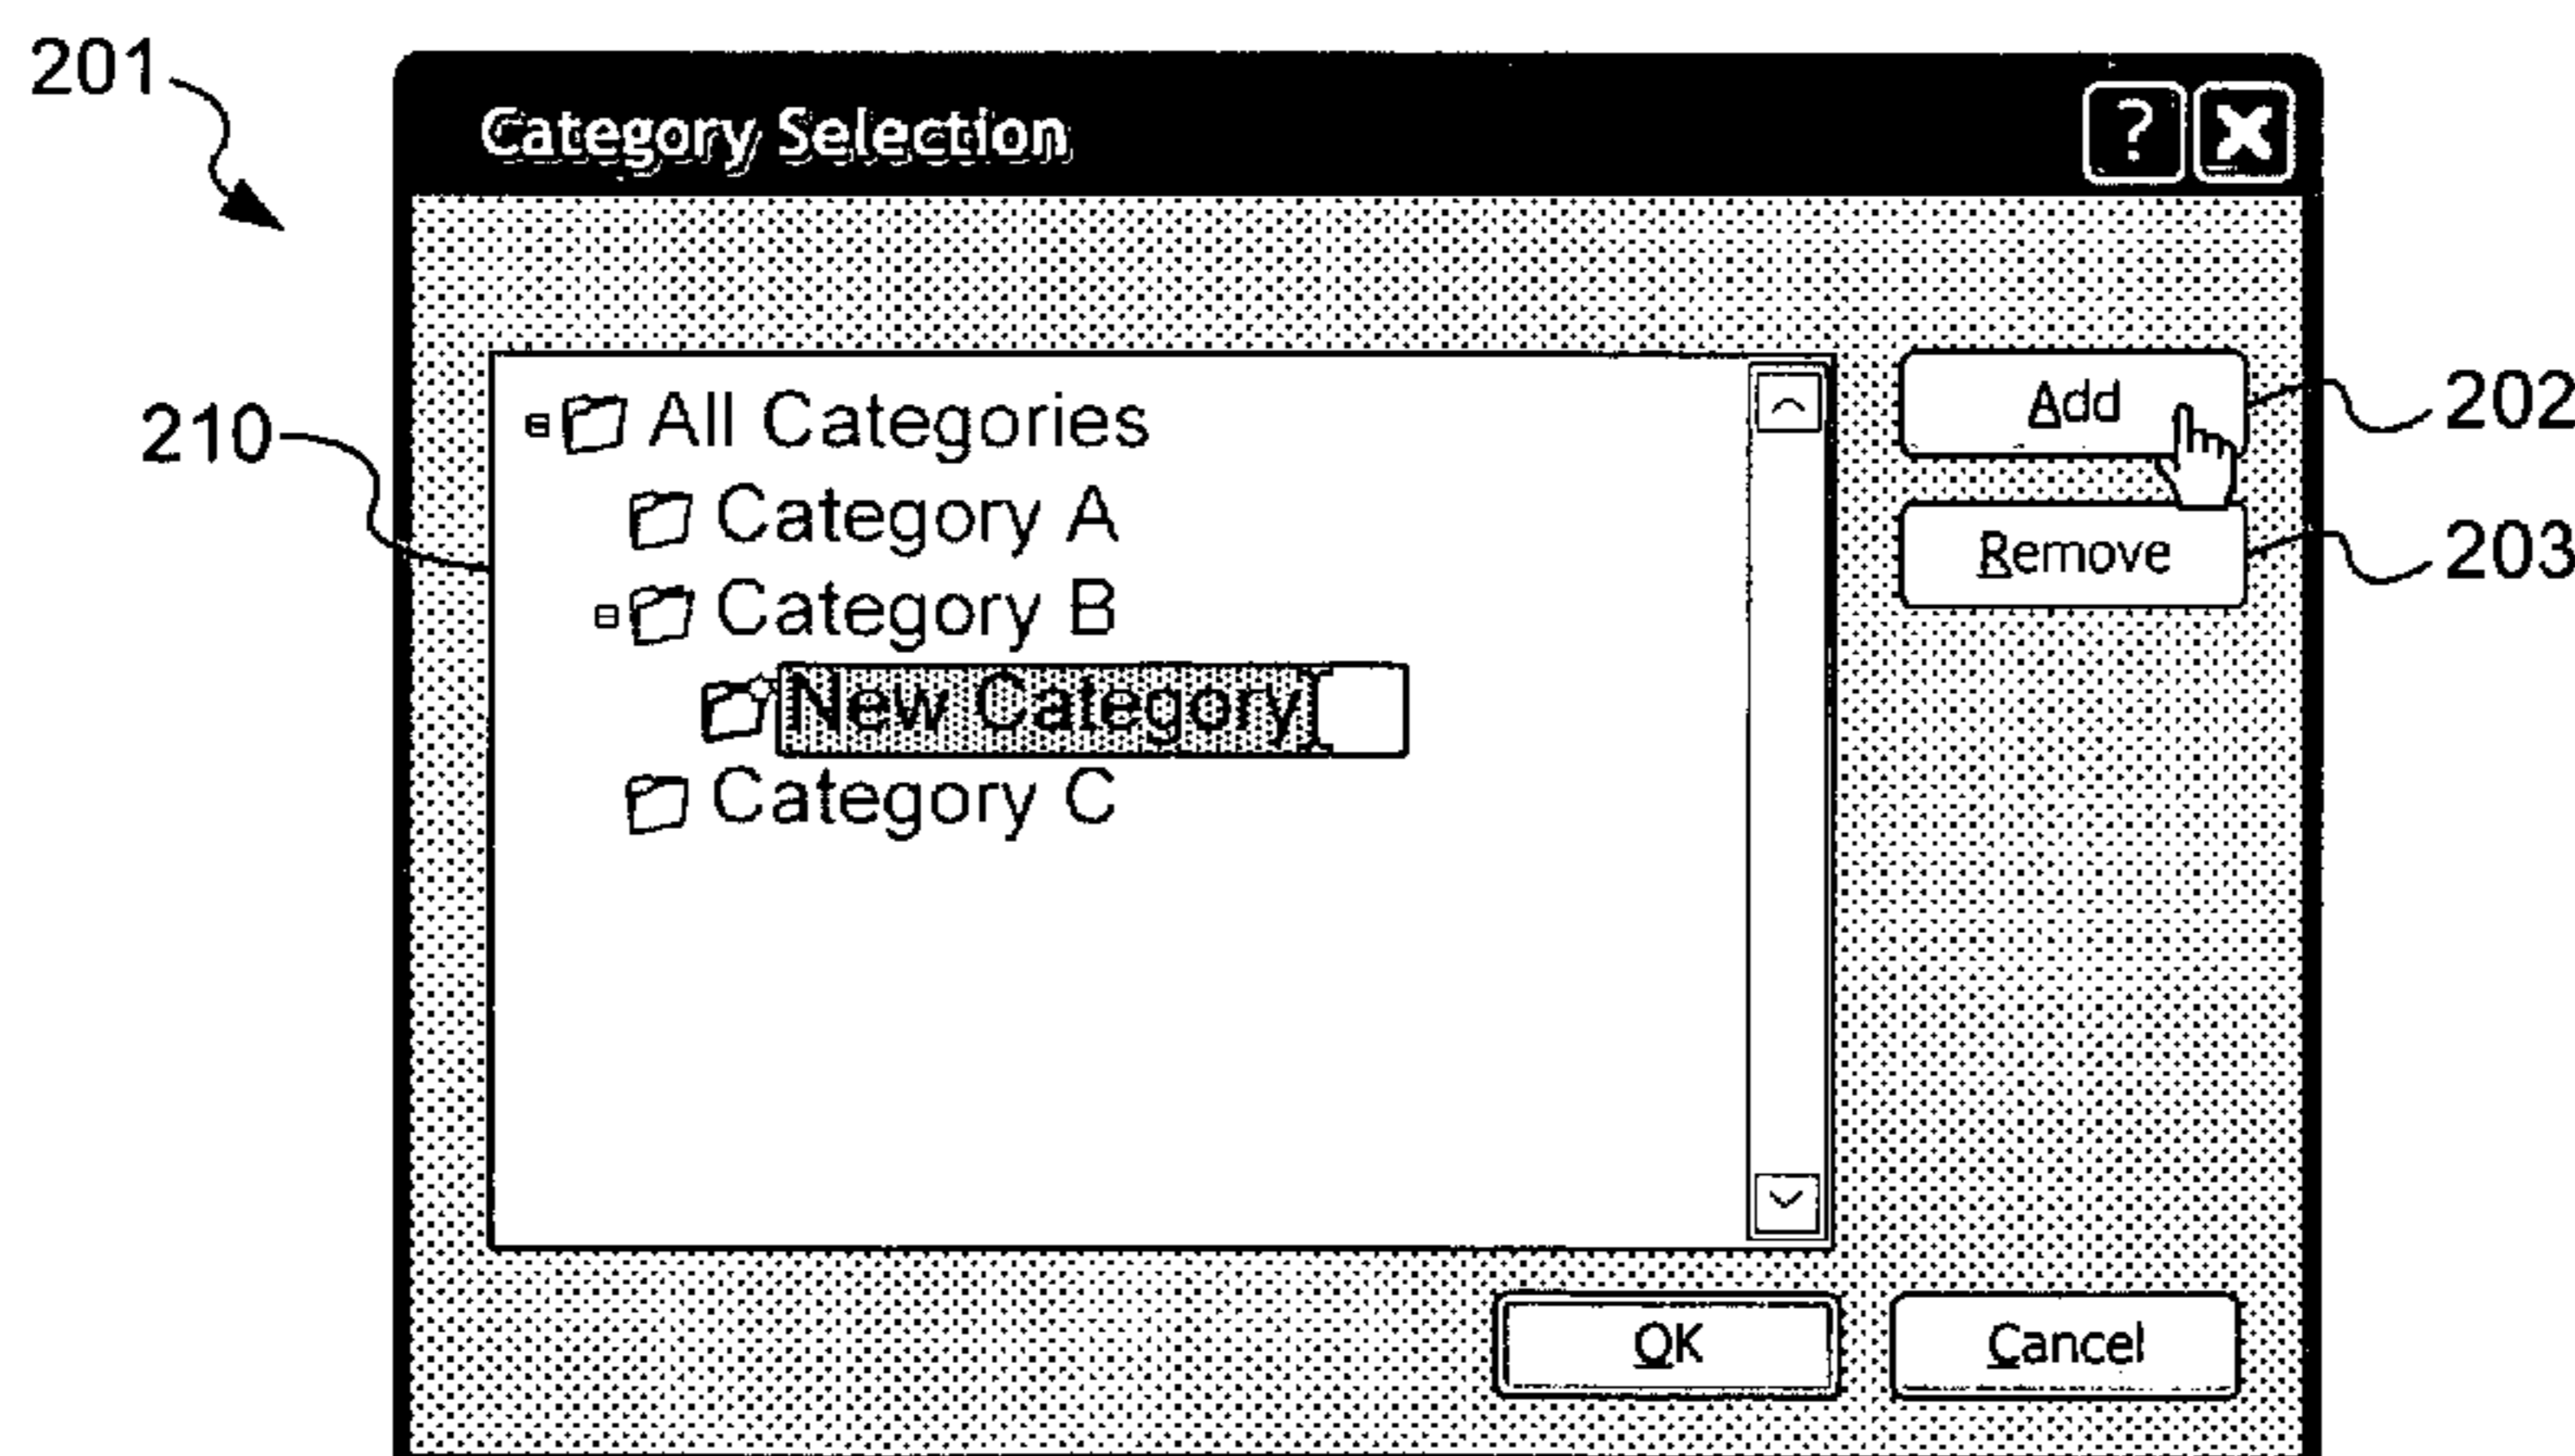 201
Category Selection
?
210
All Categories
Category A
Category B
New Category
Category C
Add
202
Remove
203
OK
Cancel